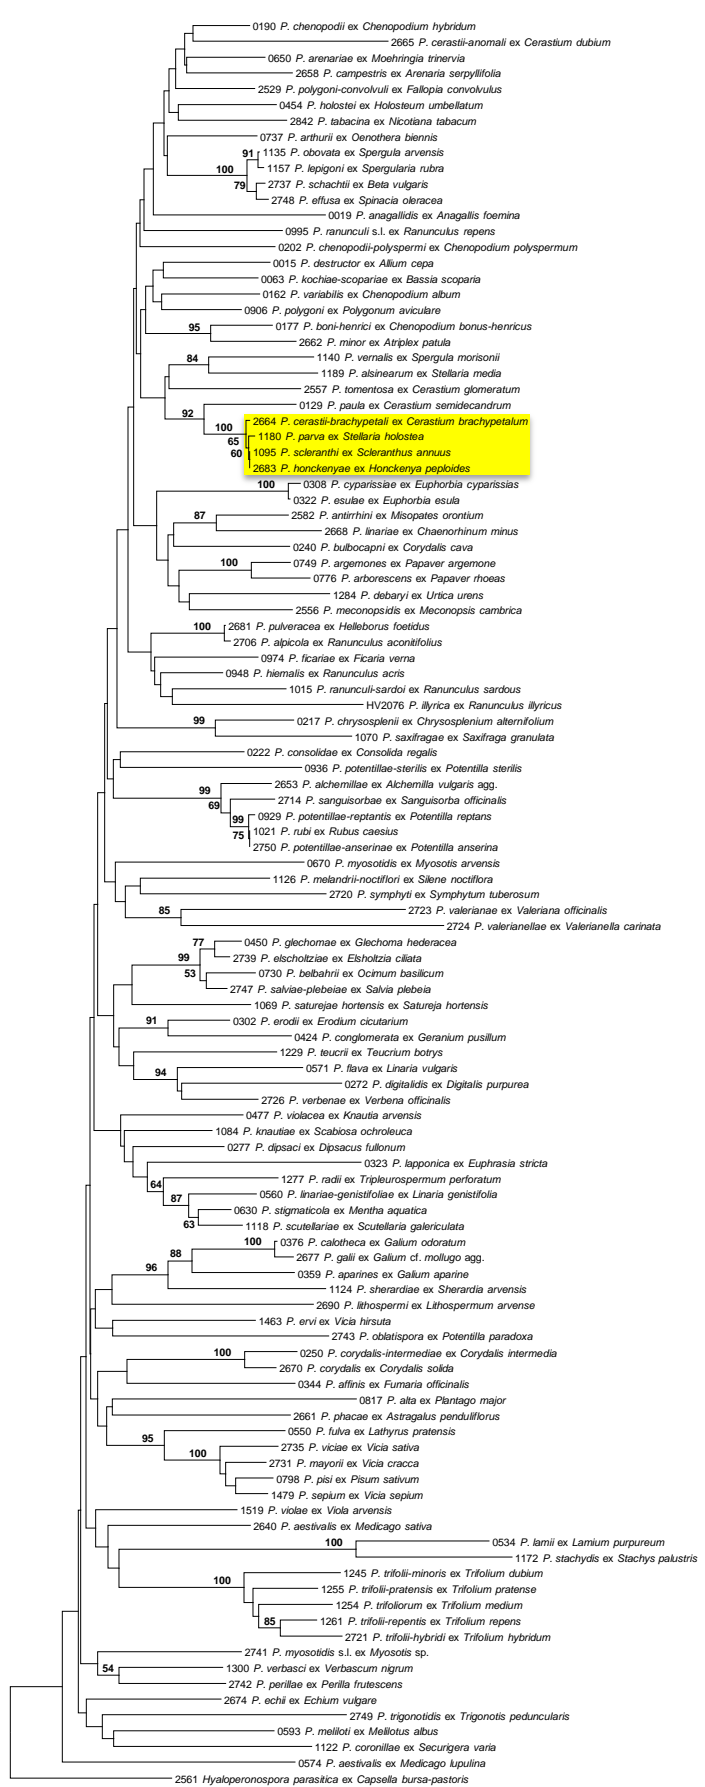 0190 P. chenopodii ex Chenopodium hybridum
2665 P. cerastii-anomali ex Cerastium dubium
0650 P. arenariae ex Moehringia trinervia
2658 P. campestris ex Arenaria serpyllifolia
2529 P. polygoni-convolvuli ex Fallopia convolvulus
0454 P. holostei ex Holosteum umbellatum
2842 P. tabacina ex Nicotiana tabacum
0737 P. arthurii ex Oenothera biennis
91 1135 P. obovata ex Spergula arvensis
100 1157 P. lepigoni ex Spergularia rubra
79 2737 P. schachtii ex Beta vulgaris
2748 P. effusa ex Spinacia oleracea
0019 P. anagallidis ex Anagallis foemina
0995 P. ranunculi s.l. ex Ranunculus repens
0202 P. chenopodii-polyspermi ex Chenopodium polyspermum
0015 P. destructor ex Allium cepa
0063 P. kochiae-scopariae ex Bassia scoparia
0162 P. variabilis ex Chenopodium album
0906 P. polygoni ex Polygonum aviculare
95 0177 P. boni-henrici ex Chenopodium bonus-henricus
2662 P. minor ex Atriplex patula
84 1140 P. vernalis ex Spergula morisonii
1189 P. alsinearum ex Stellaria media
2557 P. tomentosa ex Cerastium glomeratum
92 0129 P. paula ex Cerastium semidecandrum
100 2664 P. cerastii-brachypetali ex Cerastium brachypetalum
65 1180 P. parva ex Stellaria holostea
60 1095 P. scleranthi ex Scleranthus annuus
2683 P. honckenyae ex Honckenya peploides
100 0308 P. cyparissiae ex Euphorbia cyparissias
0322 P. esulae ex Euphorbia esula
87 2582 P. antirrhini ex Misopates orontium
2668 P. linariae ex Chaenorhinum minus
0240 P. bulbocapni ex Corydalis cava
100 0749 P. argemones ex Papaver argemone
0776 P. arborescens ex Papaver rhoeas
1284 P. debaryi ex Urtica urens
2556 P. meconopsidis ex Meconopsis cambrica
100 2681 P. pulveracea ex Helleborus foetidus
2706 P. alpicola ex Ranunculus aconitifolius
0974 P. ficariae ex Ficaria verna
0948 P. hiemalis ex Ranunculus acris
1015 P. ranunculi-sardoi ex Ranunculus sardous
HV2076 P. illyrica ex Ranunculus illyricus
99 0217 P. chrysosplenii ex Chrysosplenium alternifolium
1070 P. saxifragae ex Saxifraga granulata
0222 P. consolidae ex Consolida regalis
0936 P. potentillae-sterilis ex Potentilla sterilis
99 2653 P. alchemillae ex Alchemilla vulgaris agg.
69 2714 P. sanguisorbae ex Sanguisorba officinalis
99 0929 P. potentillae-reptantis ex Potentilla reptans
75 1021 P. rubi ex Rubus caesius
2750 P. potentillae-anserinae ex Potentilla anserina
0670 P. myosotidis ex Myosotis arvensis
1126 P. melandrii-noctiflori ex Silene noctiflora
2720 P. symphyti ex Symphytum tuberosum
85 2723 P. valerianae ex Valeriana officinalis
2724 P. valerianellae ex Valerianella carinata
77 0450 P. glechomae ex Glechoma hederacea
99 2739 P. elscholtziae ex Elsholtzia ciliata
53 0730 P. belbahrii ex Ocimum basilicum
2747 P. salviae-plebeiae ex Salvia plebeia
1069 P. saturejae hortensis ex Satureja hortensis
91 0302 P. erodii ex Erodium cicutarium
0424 P. conglomerata ex Geranium pusillum
1229 P. teucrii ex Teucrium botrys
94 0571 P. flava ex Linaria vulgaris
0272 P. digitalidis ex Digitalis purpurea
2726 P. verbenae ex Verbena officinalis
0477 P. violacea ex Knautia arvensis
1084 P. knautiae ex Scabiosa ochroleuca
0277 P. dipsaci ex Dipsacus fullonum
0323 P. lapponica ex Euphrasia stricta
64 1277 P. radii ex Tripleurospermum perforatum
87 0560 P. linariae-genistifoliae ex Linaria genistifolia
0630 P. stigmaticola ex Mentha aquatica
63 1118 P. scutellariae ex Scutellaria galericulata
100 0376 P. calotheca ex Galium odoratum
88 2677 P. galii ex Galium cf. mollugo agg.
96 0359 P. aparines ex Galium aparine
1124 P. sherardiae ex Sherardia arvensis
2690 P. lithospermi ex Lithospermum arvense
1463 P. ervi ex Vicia hirsuta
2743 P. oblatispora ex Potentilla paradoxa
100 0250 P. corydalis-intermediae ex Corydalis intermedia
2670 P. corydalis ex Corydalis solida
0344 P. affinis ex Fumaria officinalis
0817 P. alta ex Plantago major
2661 P. phacae ex Astragalus penduliflorus
95 0550 P. fulva ex Lathyrus pratensis
100 2735 P. viciae ex Vicia sativa
2731 P. mayorii ex Vicia cracca
0798 P. pisi ex Pisum sativum
1479 P. sepium ex Vicia sepium
1519 P. violae ex Viola arvensis
2640 P. aestivalis ex Medicago sativa
100 0534 P. lamii ex Lamium purpureum
1172 P. stachydis ex Stachys palustris
100 1245 P. trifolii-minoris ex Trifolium dubium
1255 P. trifolii-pratensis ex Trifolium pratense
1254 P. trifoliorum ex Trifolium medium
85 1261 P. trifolii-repentis ex Trifolium repens
2721 P. trifolii-hybridi ex Trifolium hybridum
2741 P. myosotidis s.l. ex Myosotis sp.
54 1300 P. verbasci ex Verbascum nigrum
2742 P. perillae ex Perilla frutescens
2674 P. echii ex Echium vulgare
2749 P. trigonotidis ex Trigonotis peduncularis
0593 P. meliloti ex Melilotus albus
1122 P. coronillae ex Securigera varia
0574 P. aestivalis ex Medicago lupulina
2561 Hyaloperonospora parasitica ex Capsella bursa-pastoris